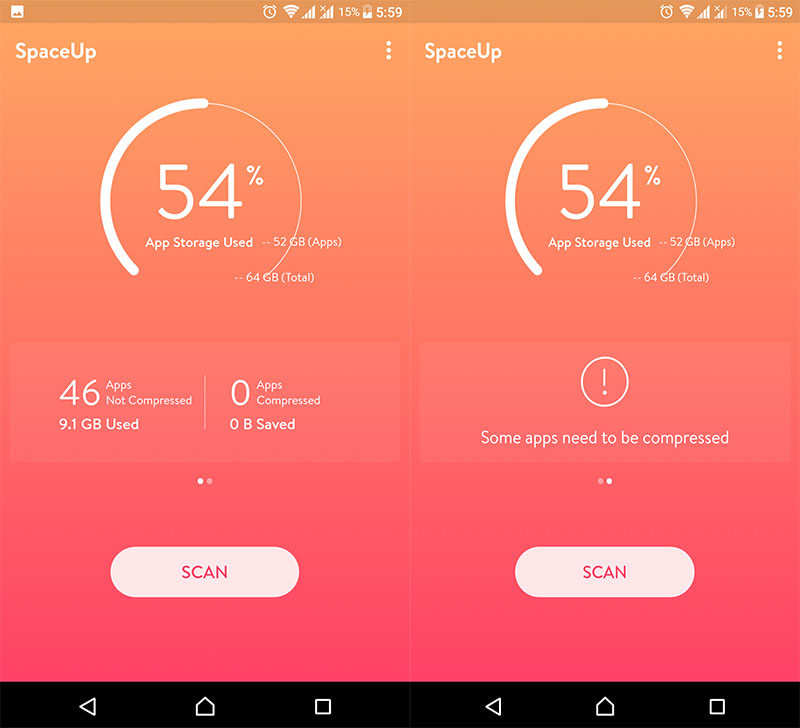 15% 5:59
SpaceUp
54%
App Storage Used -- 52 GB (Apps)
-- 64 GB (Total)
46 Apps
Not Compressed
9.1 GB Used
0 Apps
Compressed
0 B Saved
SCAN
15% 5:59
SpaceUp
54%
App Storage Used -- 52 GB (Apps)
-- 64 GB (Total)
!
Some apps need to be compressed
SCAN